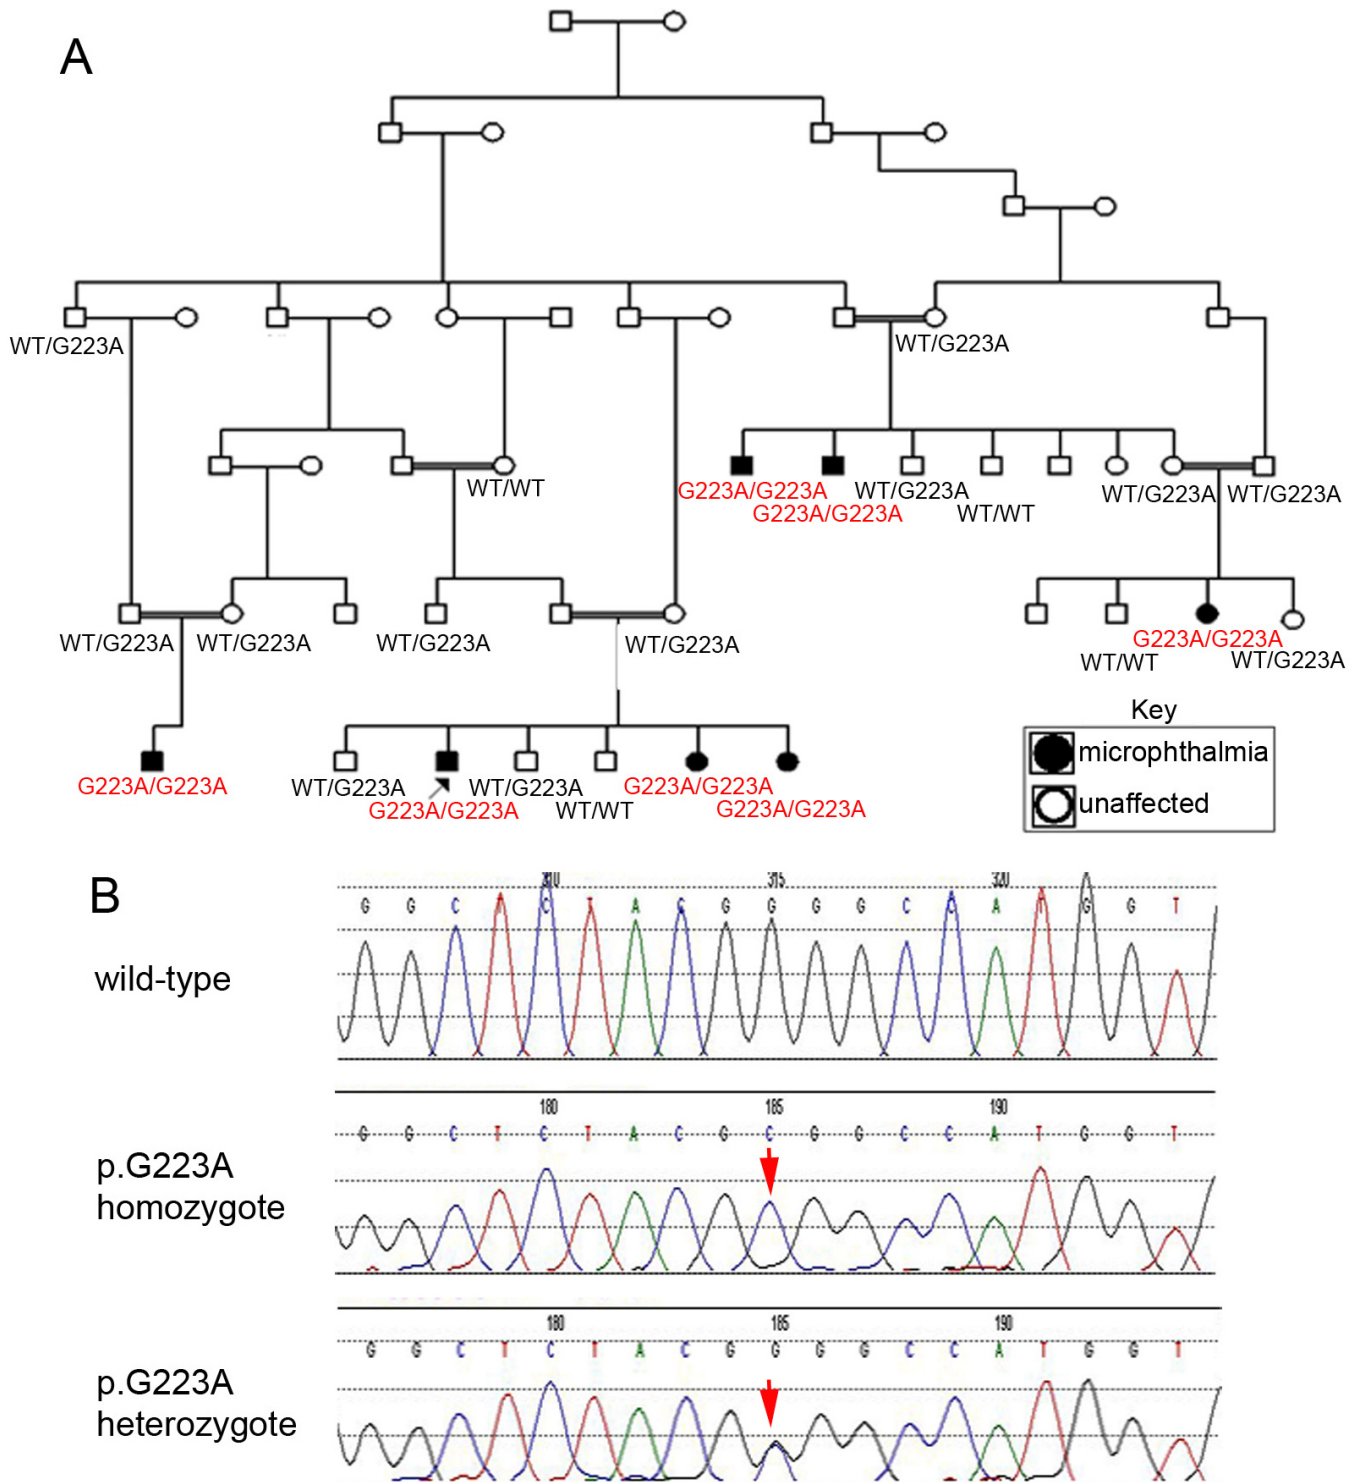 A
WT/G223A
WT/G223A
WT/WT
G223A/G223A
WT/G223A
WT/G223A
WT/G223A
G223A/G223A
WT/WT
WT/G223A
WT/G223A
WT/G223A
WT/G223A
G223A/G223A
WT/WT
WT/G223A
Key
microphthalmia
unaffected
G223A/G223A
WT/G223A
WT/G223A
G223A/G223A
G223A/G223A
WT/WT
G223A/G223A
B
wild-type
310 315 320
G G C T C T A C G G G G C C A T G G T
p.G223A
homozygote
180 185 190
G G C T C T A C G C G G C C A T G G T
p.G223A
heterozygote
180 185 190
G G C T C T A C G G G G C C A T G G T